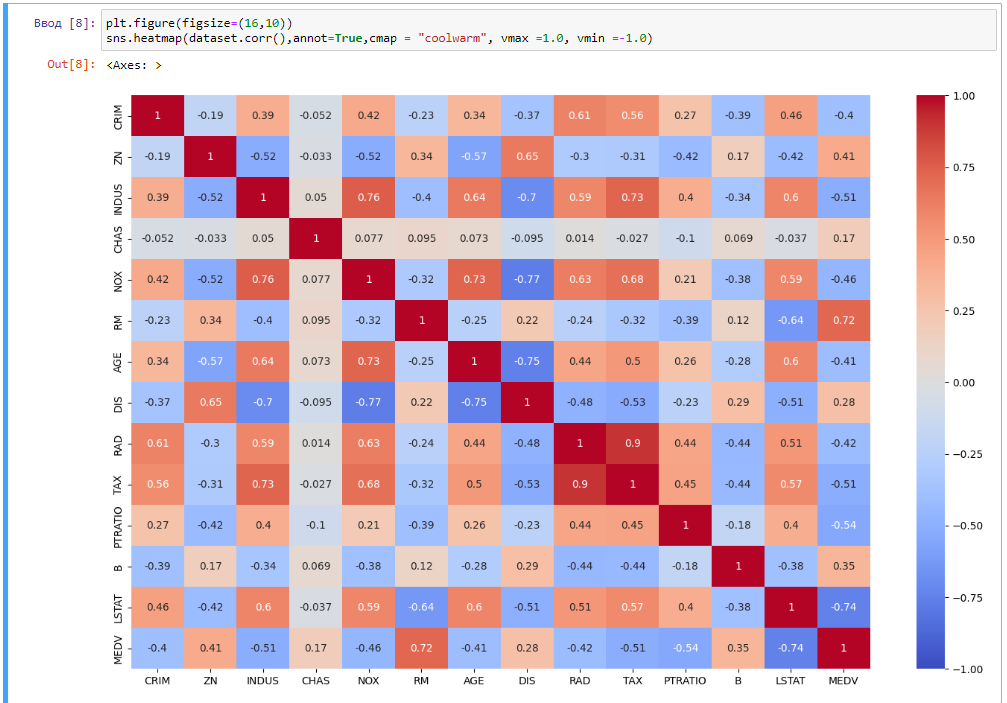 Ввод [8]: plt.figure(figsize=(16,10))
sns.heatmap(dataset.corr(),annot=True,cmap = "coolwarm", vmax =1.0, vmin =-1.0)
Out[8]: <Axes: >
CRIM 1 -0.19 0.39 -0.052 0.42 -0.23 0.34 -0.37 0.61 0.56 0.27 -0.39 0.46 -0.4
ZN -0.19 1 -0.52 -0.033 -0.52 0.34 -0.57 0.65 -0.3 -0.31 -0.42 0.17 -0.42 0.41
INDUS 0.39 -0.52 1 0.05 0.76 -0.4 0.64 -0.7 0.59 0.73 0.4 -0.34 0.6 -0.51
CHAS -0.052 -0.033 0.05 1 0.077 0.095 0.073 -0.095 0.014 -0.027 -0.1 0.069 -0.037 0.17
NOX 0.42 -0.52 0.76 0.077 1 -0.32 0.73 -0.77 0.63 0.68 0.21 -0.38 0.59 -0.46
RM -0.23 0.34 -0.4 0.095 -0.32 1 -0.25 0.22 -0.24 -0.32 -0.39 0.12 -0.64 0.72
AGE 0.34 -0.57 0.64 0.073 0.73 -0.25 1 -0.75 0.44 0.5 0.26 -0.28 0.6 -0.41
DIS -0.37 0.65 -0.7 -0.095 -0.77 0.22 -0.75 1 -0.48 -0.53 -0.23 0.29 -0.51 0.28
RAD 0.61 -0.3 0.59 0.014 0.63 -0.24 0.44 -0.48 1 0.9 0.44 -0.44 0.51 -0.42
TAX 0.56 -0.31 0.73 -0.027 0.68 -0.32 0.5 -0.53 0.9 1 0.45 -0.44 0.57 -0.51
PTRATIO 0.27 -0.42 0.4 -0.1 0.21 -0.39 0.26 -0.23 0.44 0.45 1 -0.18 0.4 -0.54
B -0.39 0.17 -0.34 0.069 -0.38 0.12 -0.28 0.29 -0.44 -0.44 -0.18 1 -0.38 0.35
LSTAT 0.46 -0.42 0.6 -0.037 0.59 -0.64 0.6 -0.51 0.51 0.57 0.4 -0.38 1 -0.74
MEDV -0.4 0.41 -0.51 0.17 -0.46 0.72 -0.41 0.28 -0.42 -0.51 -0.54 0.35 -0.74 1
CRIM ZN INDUS CHAS NOX RM AGE DIS RAD TAX PTRATIO B LSTAT MEDV
1.00
0.75
0.50
0.25
0.00
−0.25
−0.50
−0.75
−1.00